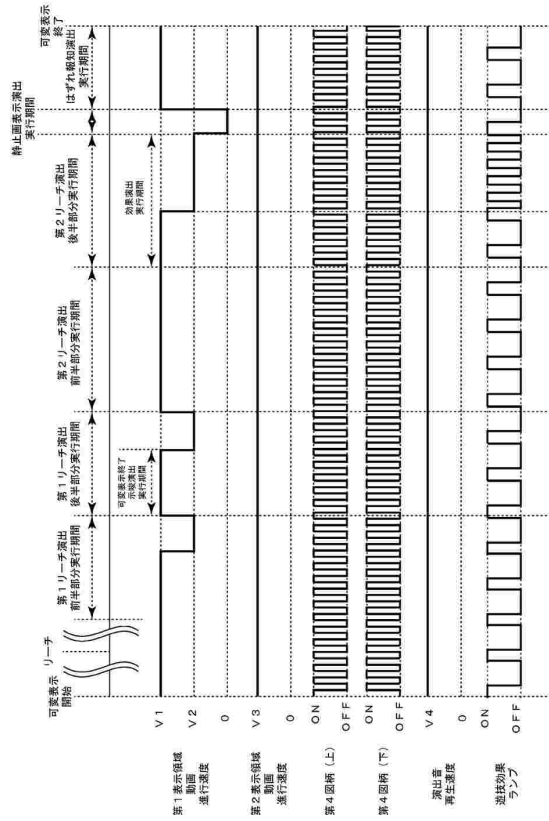 可変表示
開始
リーチ
第1リーチ演出
前半部分実行期間
第1リーチ演出
後半部分実行期間
可変表示終了
示唆演出
実行期間
第2リーチ演出
前半部分実行期間
第2リーチ演出
後半部分実行期間
効果演出
実行期間
静止画表示演出
実行期間
はずれ報知演出
実行期間
可変表示
終了
第1表示領域
動画
進行速度
V1
V2
0
第2表示領域
動画
進行速度
V3
0
第4図柄(上)
ON
OFF
第4図柄(下)
ON
OFF
演出音
再生速度
V4
0
遊技効果
ランプ
ON
OFF